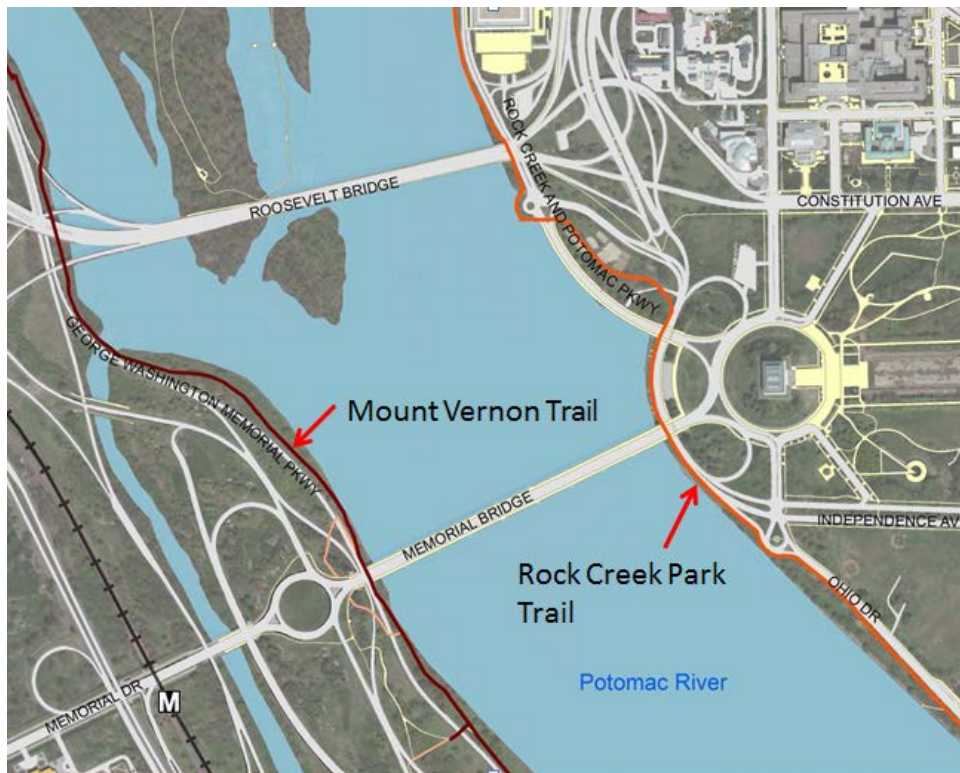 ROCK CREEK AND POTOMAC PKWY
ROOSEVELT BRIDGE
CONSTITUTION AVE
GEORGE WASHINGTON MEMORIAL PKWY
Mount Vernon Trail
MEMORIAL BRIDGE
INDEPENDENCE AV
Rock Creek Park
Trail
OHIO DR
Potomac River
MEMORIAL DR
M